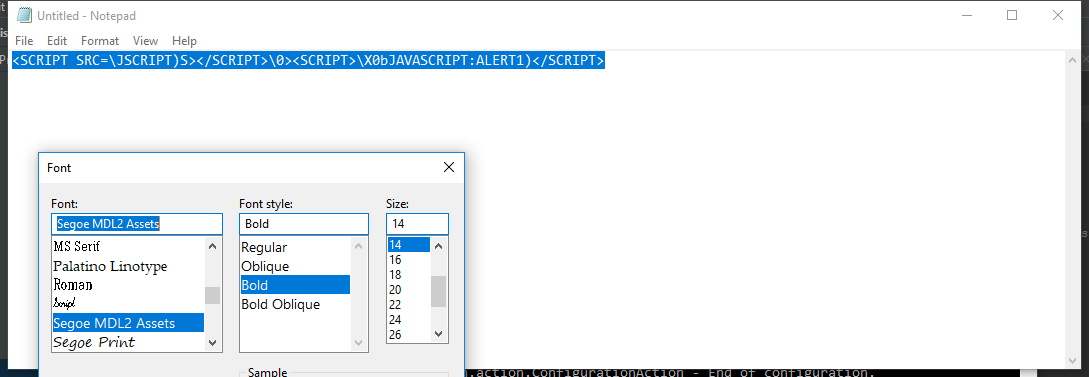 Untitled - Notepad
File Edit Format View Help
<SCRIPT SRC=\JSCRIPT)S></SCRIPT>\0><SCRIPT>\X0bJAVASCRIPT:ALERT1)</SCRIPT>
Font
Font: Font style: Size:
Segoe MDL2 Assets Bold 14
MS Serif Regular 14
Palatino Linotype Oblique 16
Roman Bold 18
Script Bold Oblique 20
Segoe MDL2 Assets 22
Segoe Print 24
26
Sample
.action.ConfigurationAction - End of configuration.